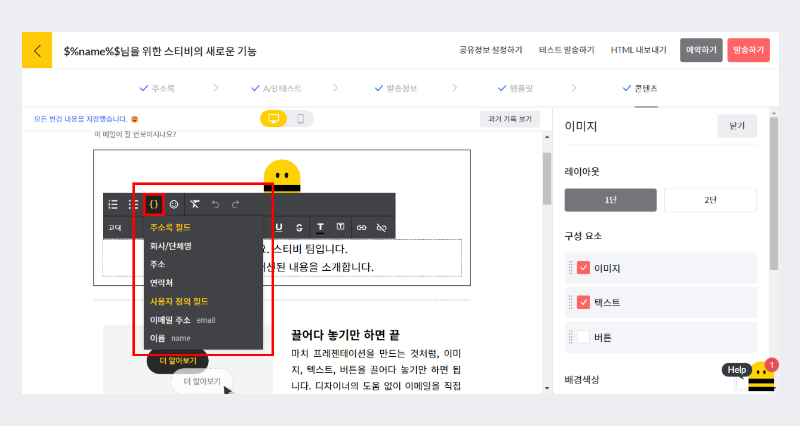 $%name%$님을 위한 스티비의 새로운 기능
공유정보 설정하기 테스트 발송하기 HTML 내보내기 예약하기 발송하기
주소록 A/B 테스트 발송정보 템플릿 콘텐츠
모든 변경 내용을 저장했습니다. 과거 기록 보기
이 메일이 잘 안보이시나요?
{}
고딕 U S T T
주소록 필드
회사/단체명
주소
연락처
사용자 정의 필드
이메일 주소 email
이름 name
요. 스티비 팀입니다.
된 내용을 소개합니다.
더 알아보기
더 알아보기
끌어다 놓기만 하면 끝
마치 프레젠테이션을 만드는 것처럼, 이미
지, 텍스트, 버튼을 끌어다 놓기만 하면 됩
니다. 디자이너의 도움 없이 이메일을 직접
이미지 닫기
레이아웃
1단 2단
구성 요소
이미지
텍스트
버튼
배경색상
Help 1